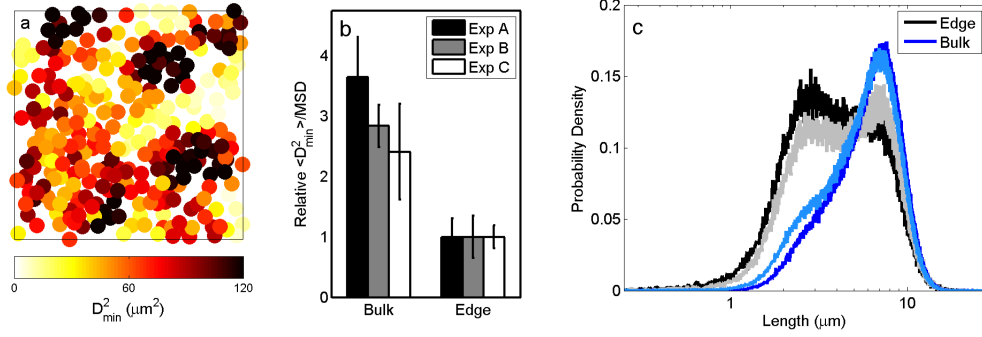 a
0
60
120
D²min (μm²)
b
Exp A
Exp B
Exp C
4
3
2
1
0
Relative <D²min>/MSD
Bulk
Edge
c
Edge
Bulk
0.2
0.15
0.1
0.05
0
Probability Density
1
10
Length (μm)